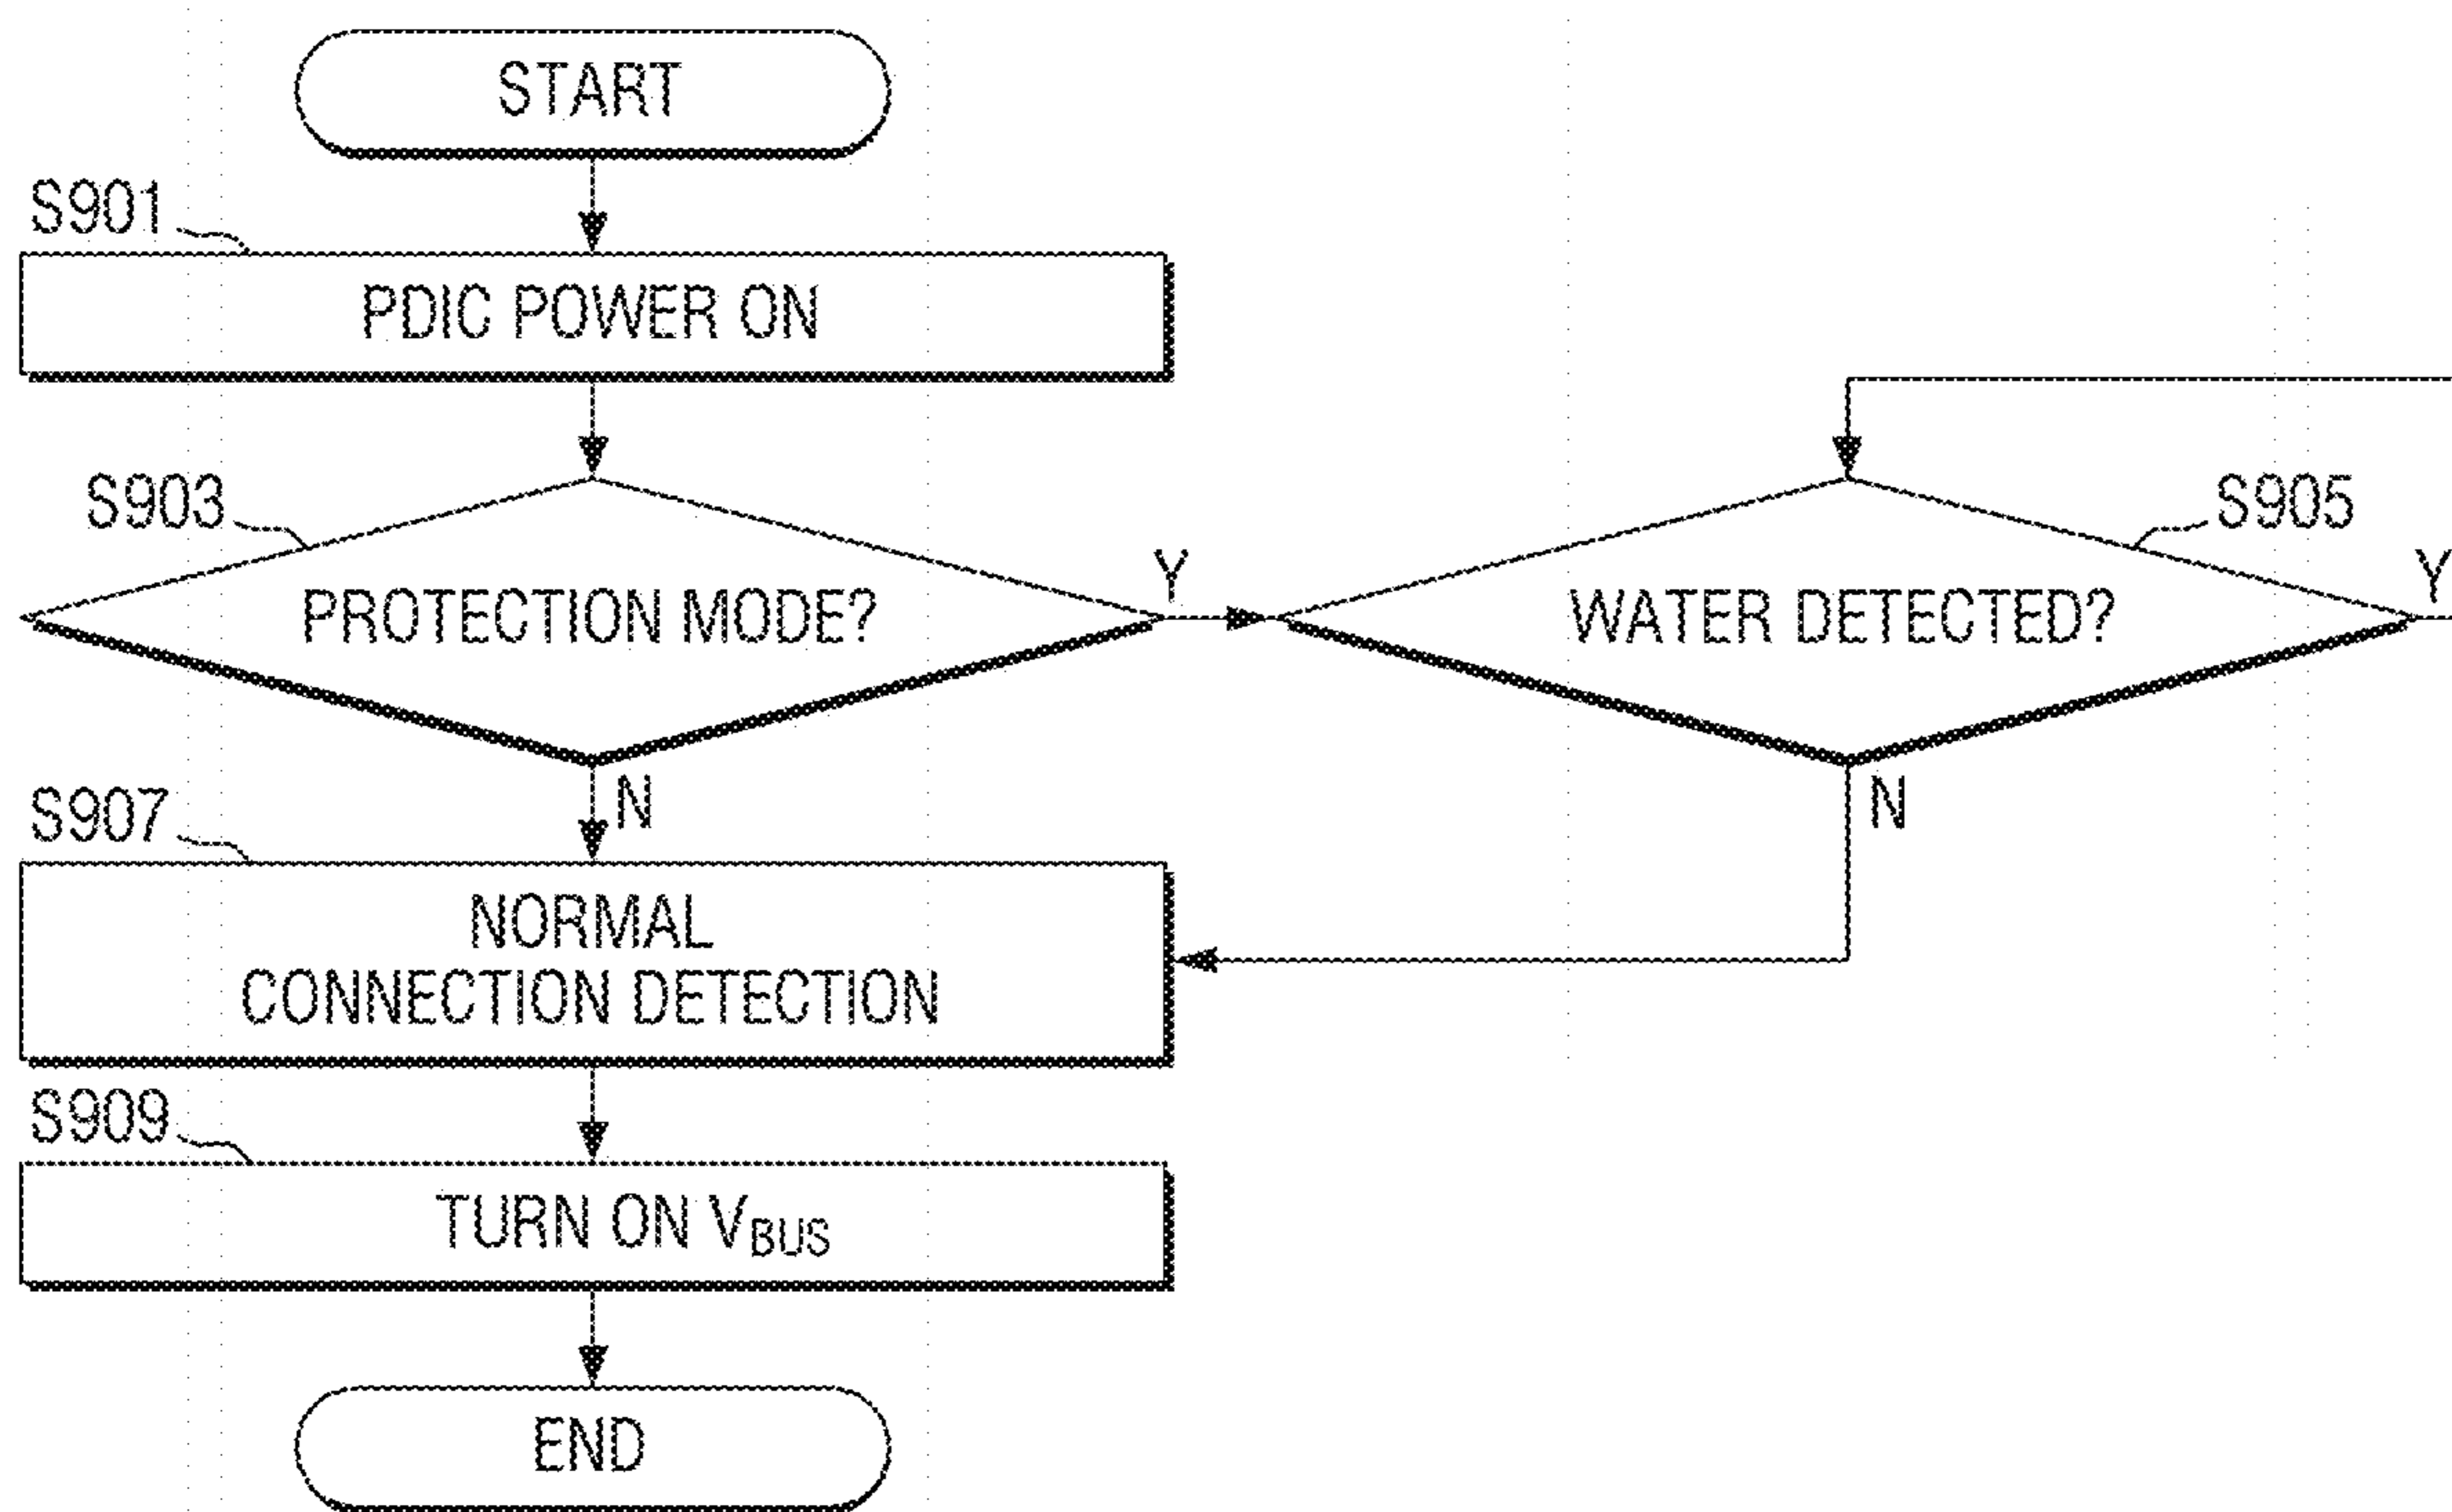 START
S901
PDIC POWER ON
S903
PROTECTION MODE?
Y
S905
WATER DETECTED?
Y
N
N
S907
NORMAL
CONNECTION DETECTION
S909
TURN ON VBUS
END